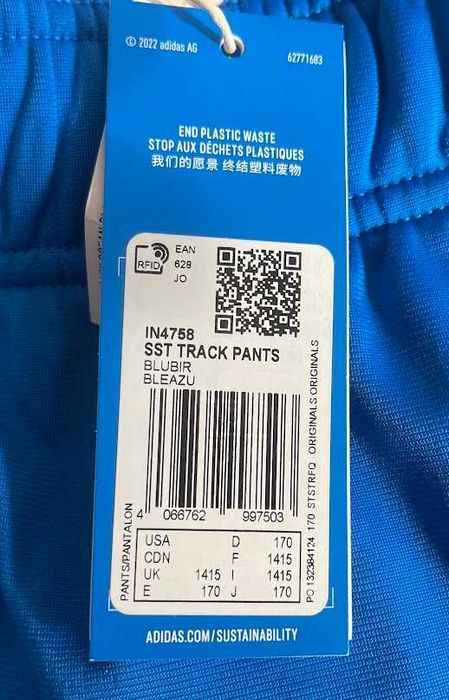 © 2022 adidas AG
62771683
END PLASTIC WASTE
STOP AUX DÉCHETS PLASTIQUES
我们的愿景 终结塑料废物
RFID
EAN
628
JO
IN4758
SST TRACK PANTS
BLUBIR
BLEAZU
4 066762 997503
USA D 170
CDN F 1415
UK 1415 I 1415
E 170 J 170
PANTS/PANTALON
PO 132384124 170 STSTRFQ ORIGINALS ORIGINALS
ADIDAS.COM/SUSTAINABILITY